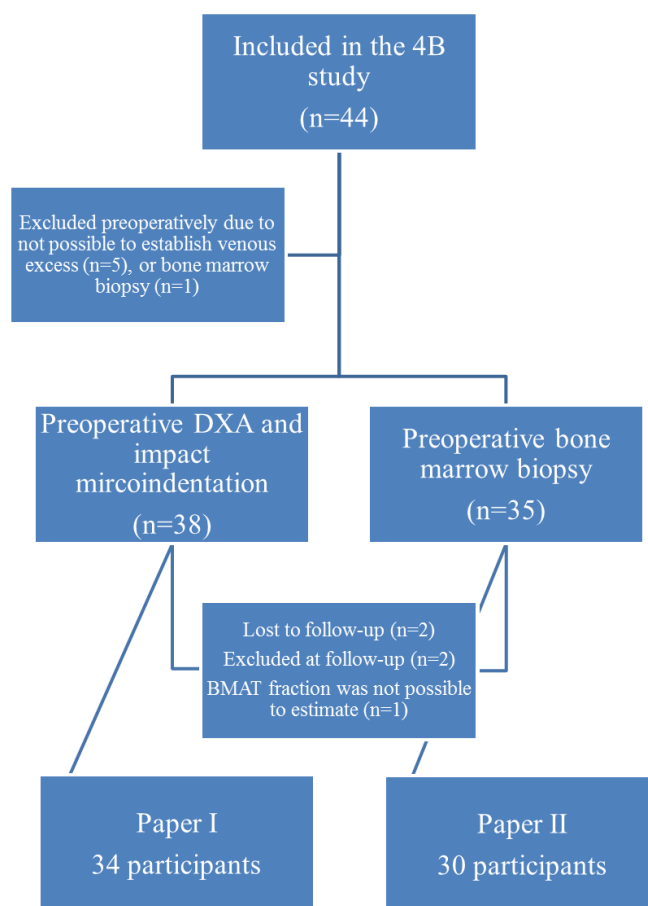 Included in the 4B
study
(n=44)
Excluded preoperatively due to
not possible to establish venous
excess (n=5), or bone marrow
biopsy (n=1)
Preoperative DXA and
impact
mircoindentation
(n=38)
Preoperative bone
marrow biopsy
(n=35)
Lost to follow-up (n=2)
Excluded at follow-up (n=2)
BMAT fraction was not possible
to estimate (n=1)
Paper I
34 participants
Paper II
30 participants